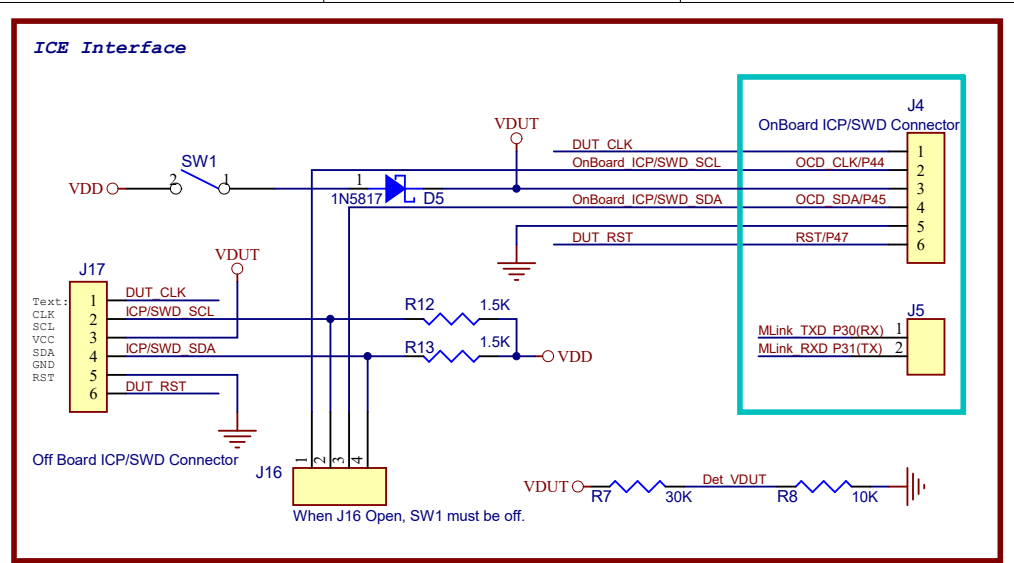 ICE Interface
J4
OnBoard ICP/SWD Connector
VDUT
DUT_CLK
1
OnBoard_ICP/SWD_SCL
OCD_CLK/P44
2
SW1
VDD
2
1
1
1N5817
D5
3
OnBoard_ICP/SWD_SDA
OCD_SDA/P45
4
5
DUT_RST
RST/P47
6
VDUT
J17
Text:
CLK
SCL
VCC
SDA
GND
RST
1
DUT_CLK
2
ICP/SWD_SCL
3
4
ICP/SWD_SDA
5
6
DUT_RST
R12
1.5K
R13
1.5K
VDD
J5
MLink_TXD P30(RX)
1
MLink_RXD P31(TX)
2
Off Board ICP/SWD Connector
J16
1
2
3
4
When J16 Open, SW1 must be off.
VDUT
R7
30K
Det_VDUT
R8
10K